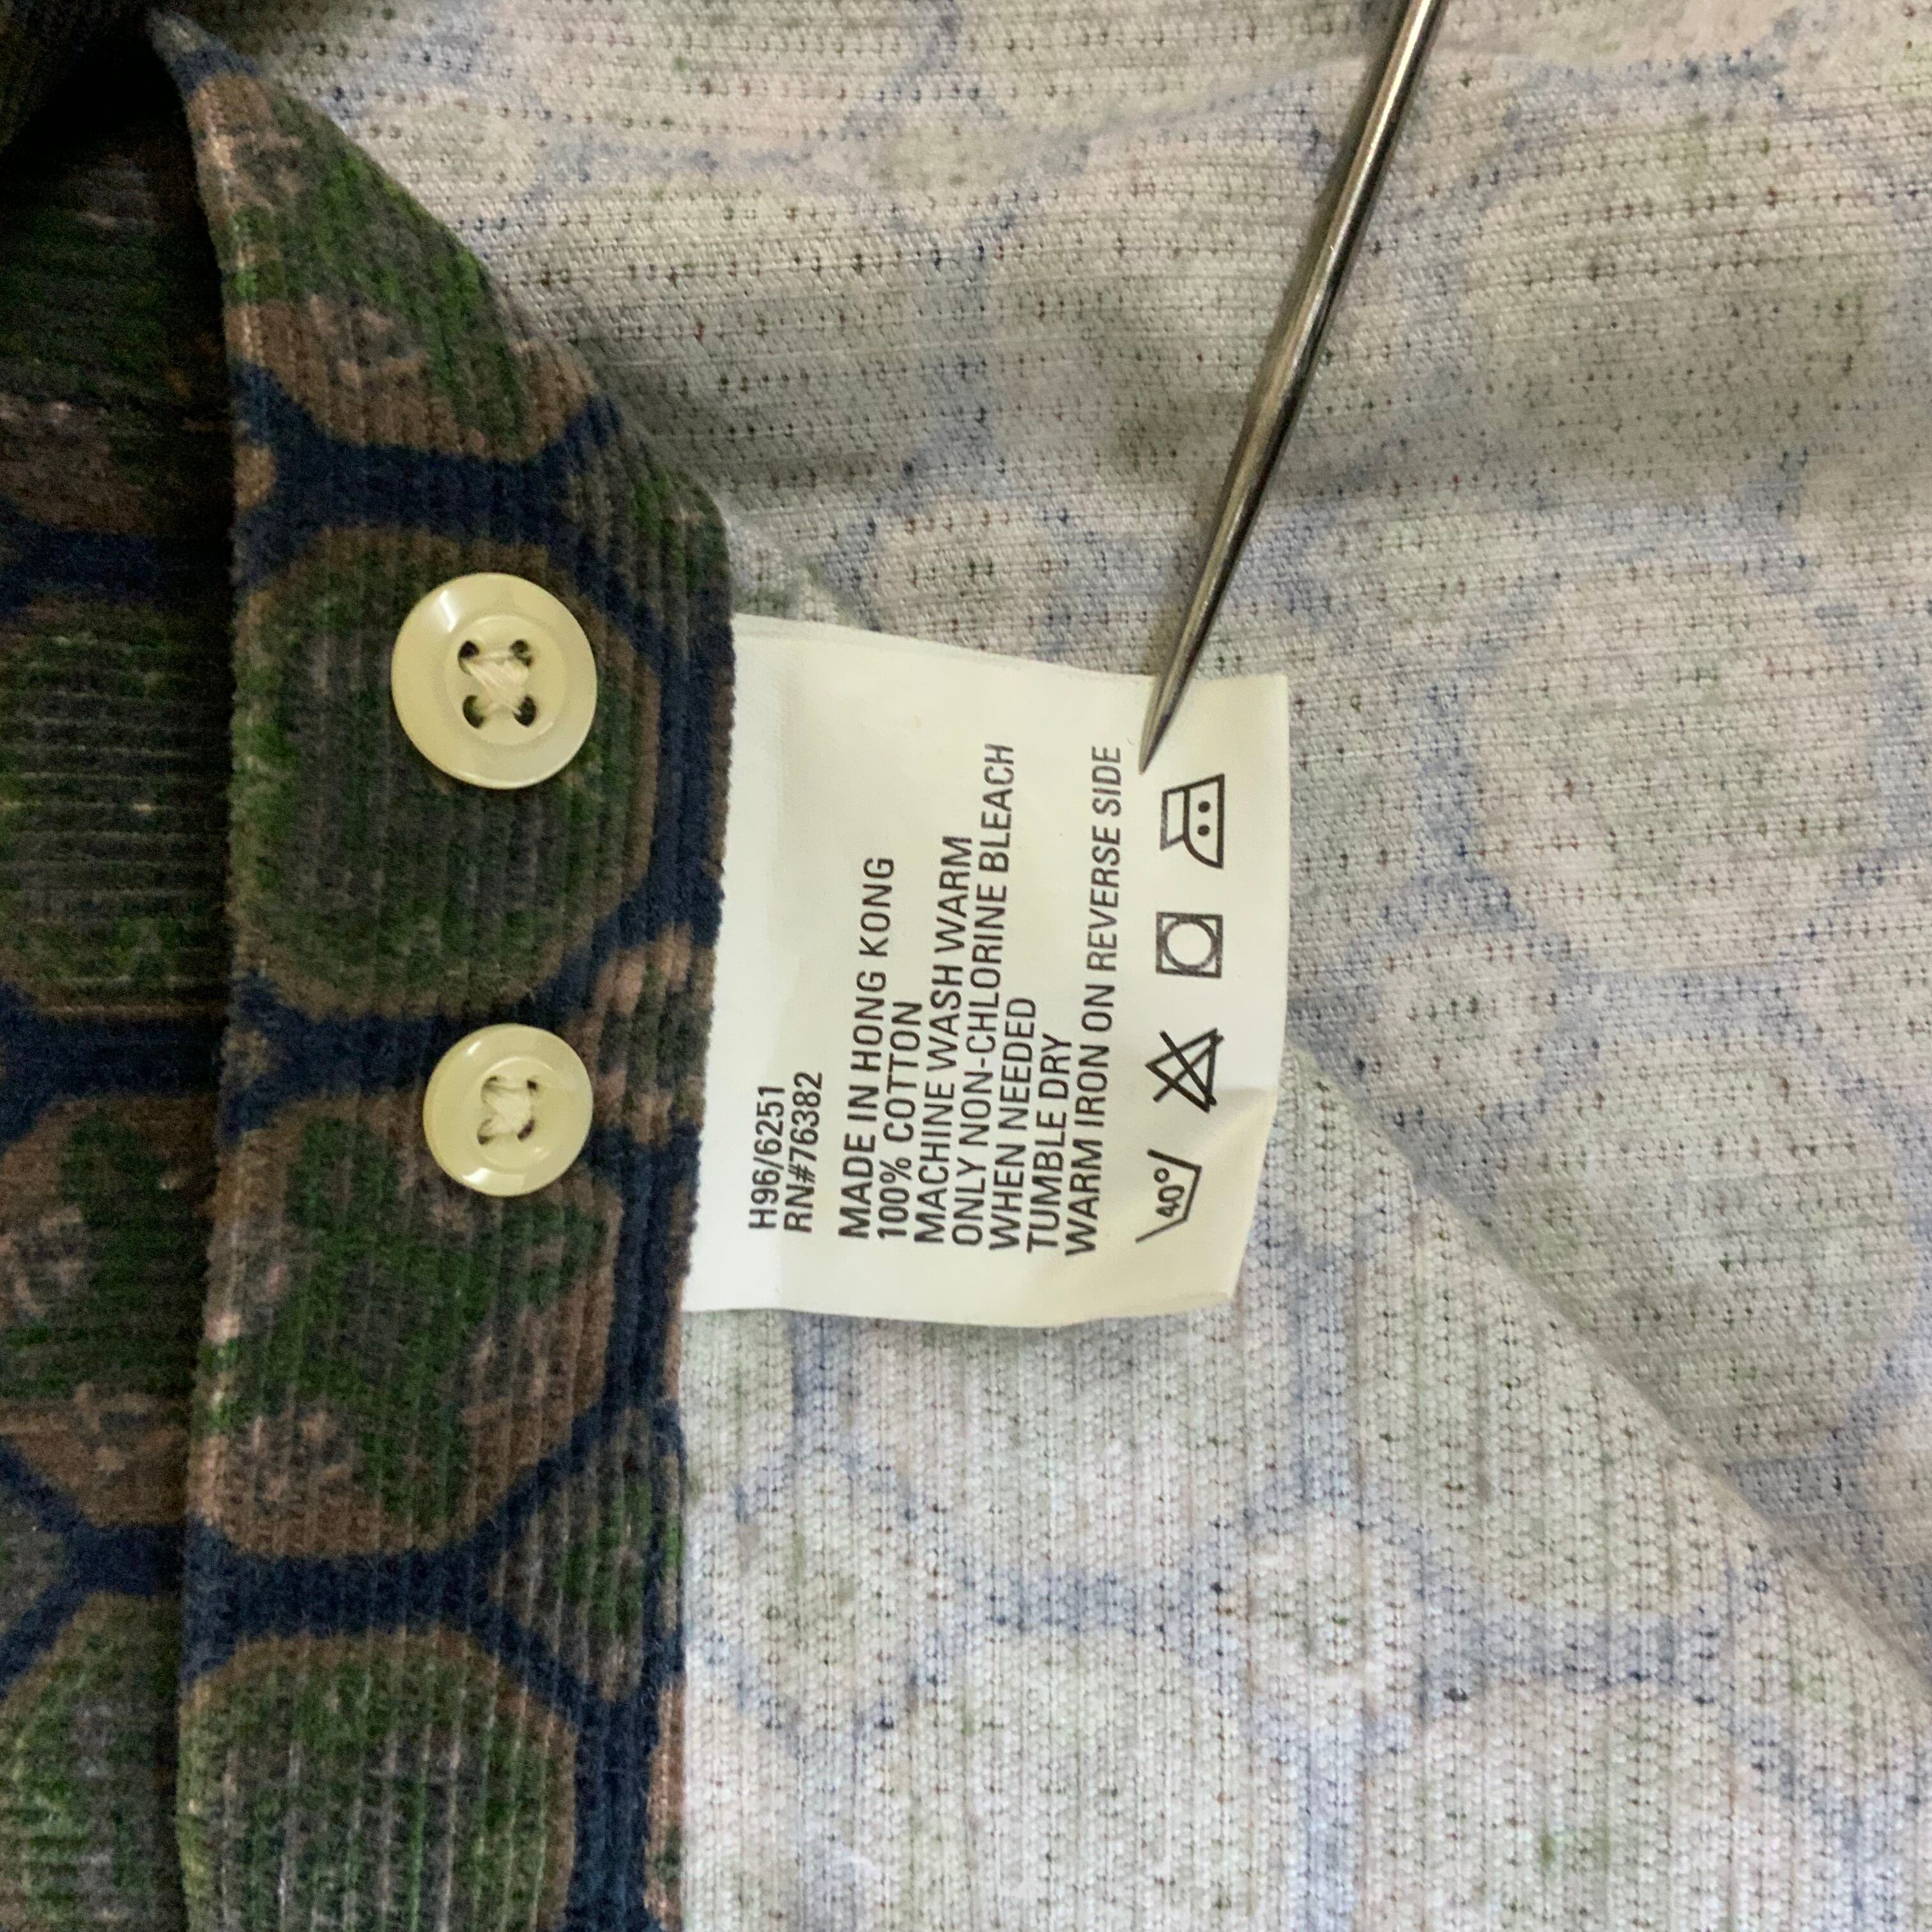 H96/6251
RN#76382
MADE IN HONG KONG
100% COTTON
MACHINE WASH WARM
ONLY NON-CHLORINE BLEACH
WHEN NEEDED
TUMBLE DRY
WARM IRON ON REVERSE SIDE
40°